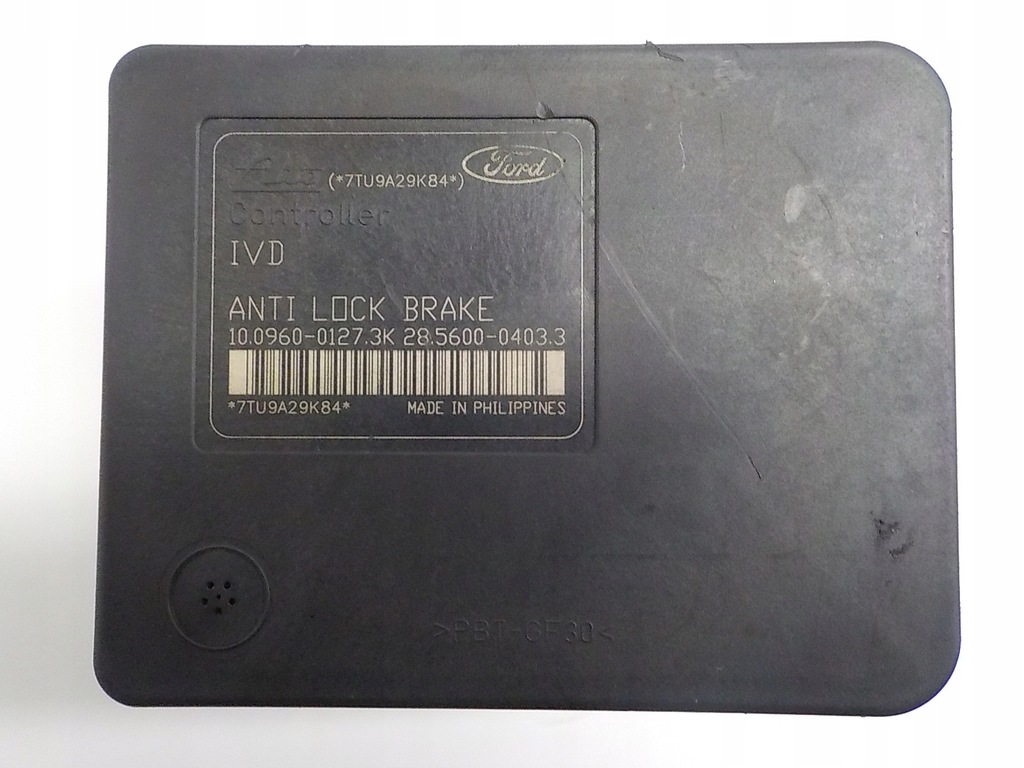 (*7TU9A29K84*) Ford
Controller
IVD
ANTI LOCK BRAKE
10.0960-0127.3K 28.5600-0403.3
*7TU9A29K84* MADE IN PHILIPPINES
>PBT-GF30<